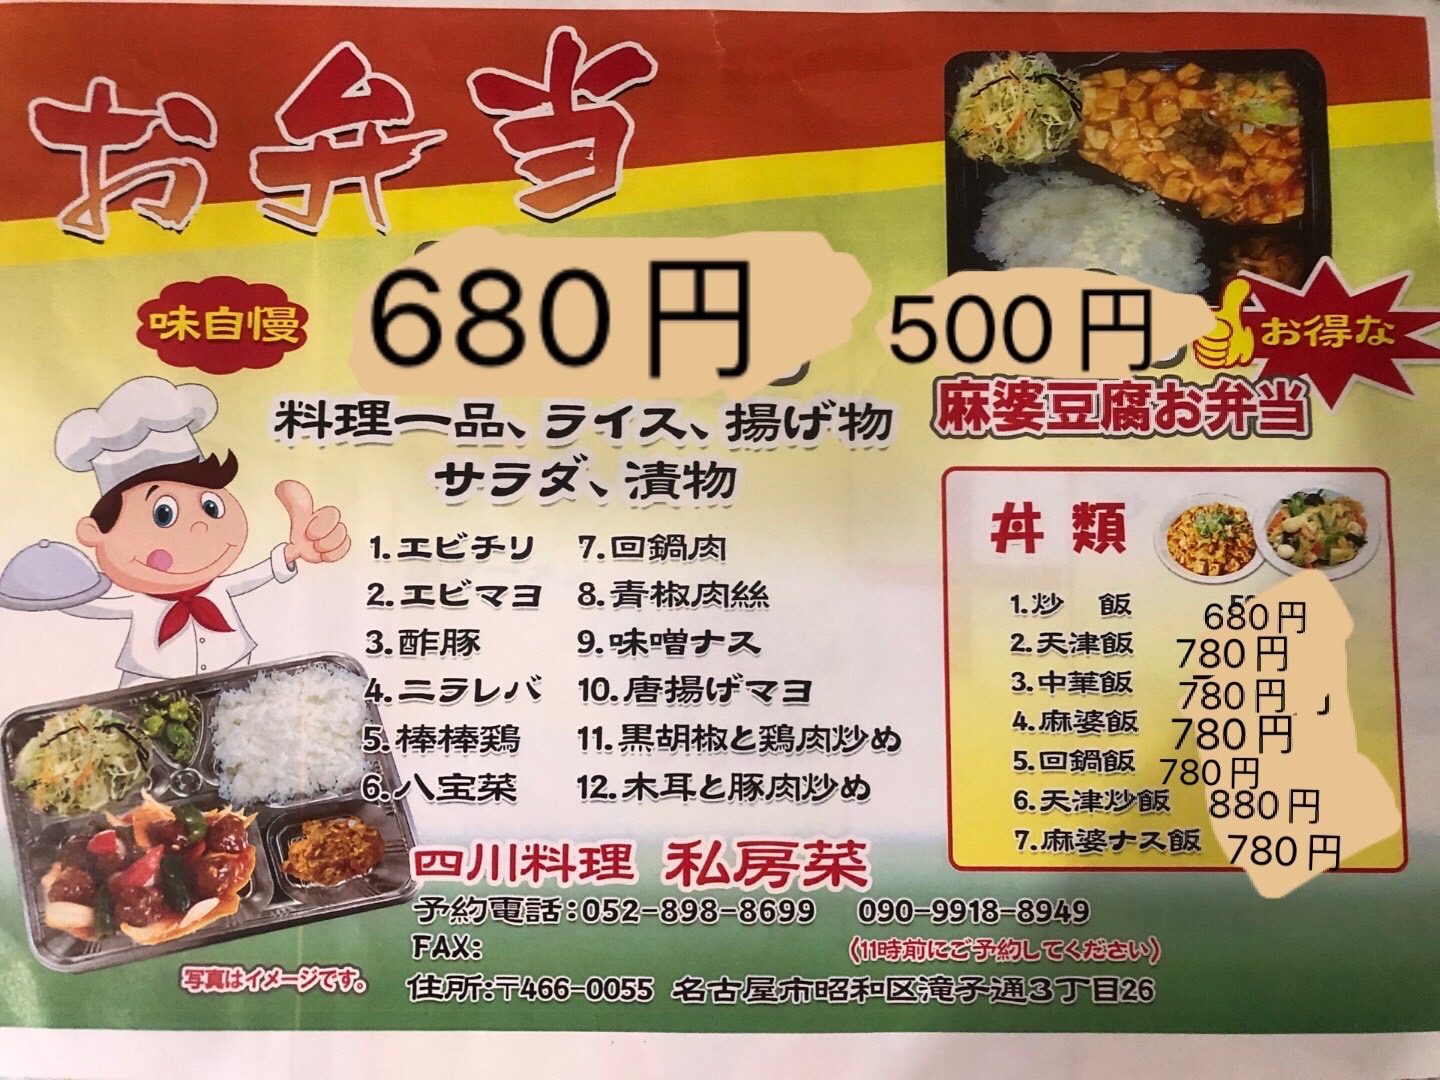 お弁当
味自慢
680円
500円
お得な
麻婆豆腐お弁当
料理一品、ライス、揚げ物
サラダ、漬物
1.エビチリ
2.エビマヨ
3.酢豚
4.ニラレバ
5.棒棒鶏
6.八宝菜
7.回鍋肉
8.青椒肉絲
9.味噌ナス
10.唐揚げマヨ
11.黒胡椒と鶏肉炒め
12.木耳と豚肉炒め
丼類
1.炒 飯 680円
2.天津飯 780円
3.中華飯 780円
4.麻婆飯 780円
5.回鍋飯 780円
6.天津炒飯 880円
7.麻婆ナス飯 780円
四川料理 私房菜
予約電話:052-898-8699 090-9918-8949
FAX:
(11時前にご予約してください)
写真はイメージです。
住所:〒466-0055 名古屋市昭和区滝子通3丁目26